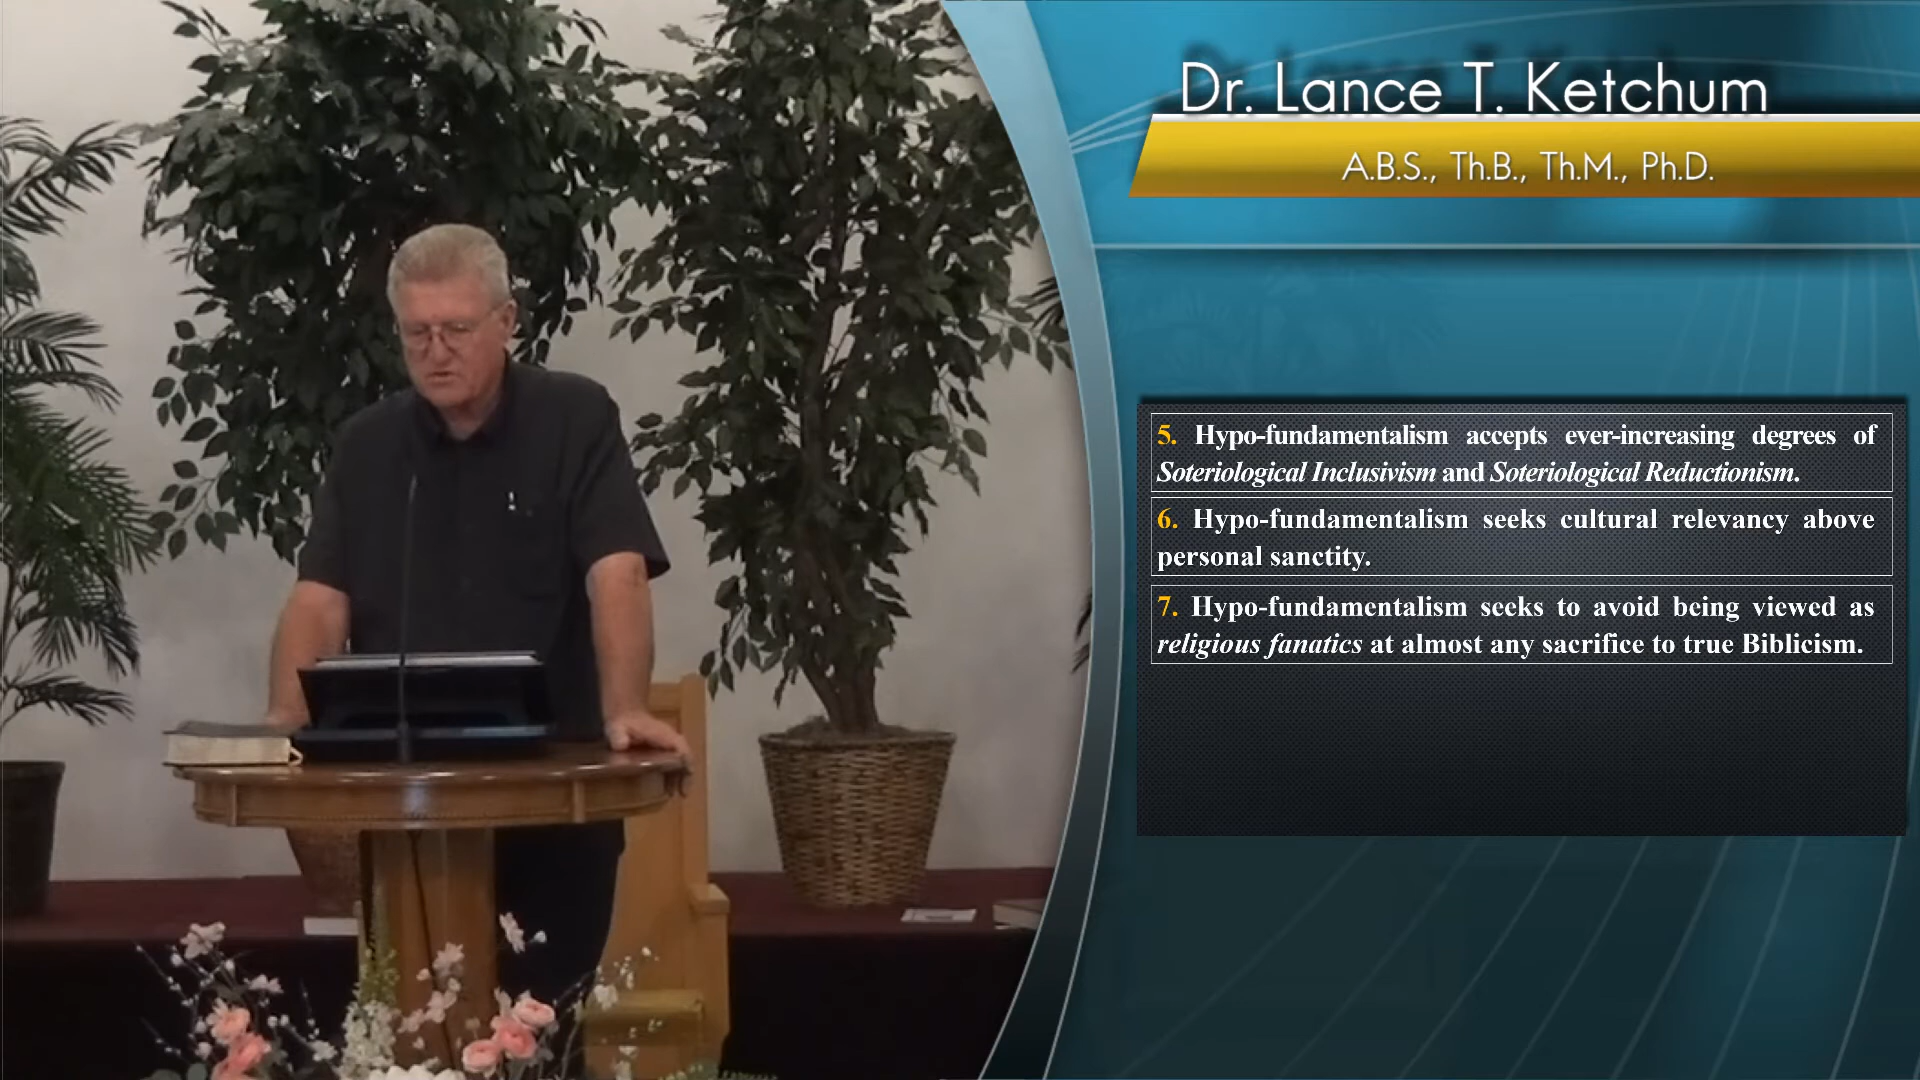 Dr. Lance T. Ketchum
A.B.S., Th.B., Th.M., Ph.D.
5. Hypo-fundamentalism accepts ever-increasing degrees of
Soteriological Inclusivism and Soteriological Reductionism.
6. Hypo-fundamentalism seeks cultural relevancy above
personal sanctity.
7. Hypo-fundamentalism seeks to avoid being viewed as
religious fanatics at almost any sacrifice to true Biblicism.